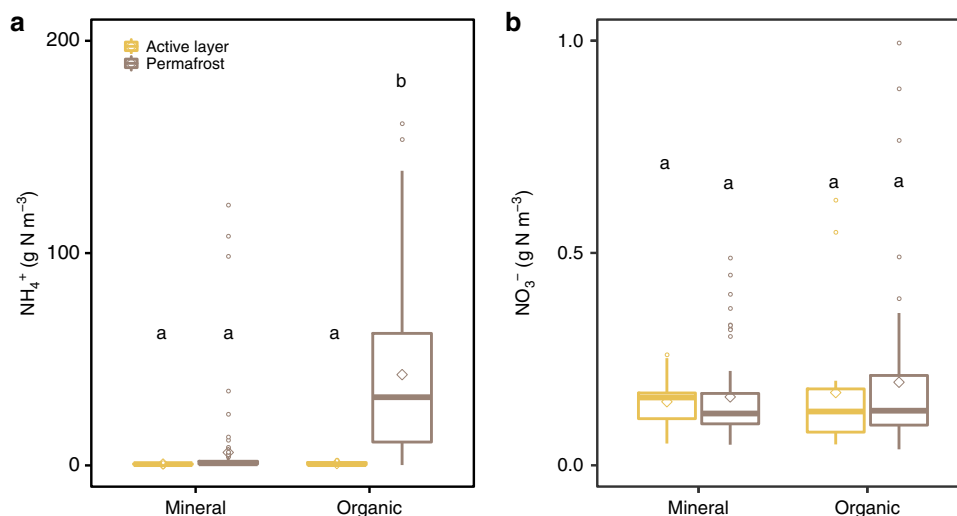 a
200
100
0
NH₄⁺ (g N m⁻³)
Active layer
Permafrost
a
a
a
b
Mineral
Organic
b
1.0
0.5
0.0
NO₃⁻ (g N m⁻³)
a
a
a
a
Mineral
Organic